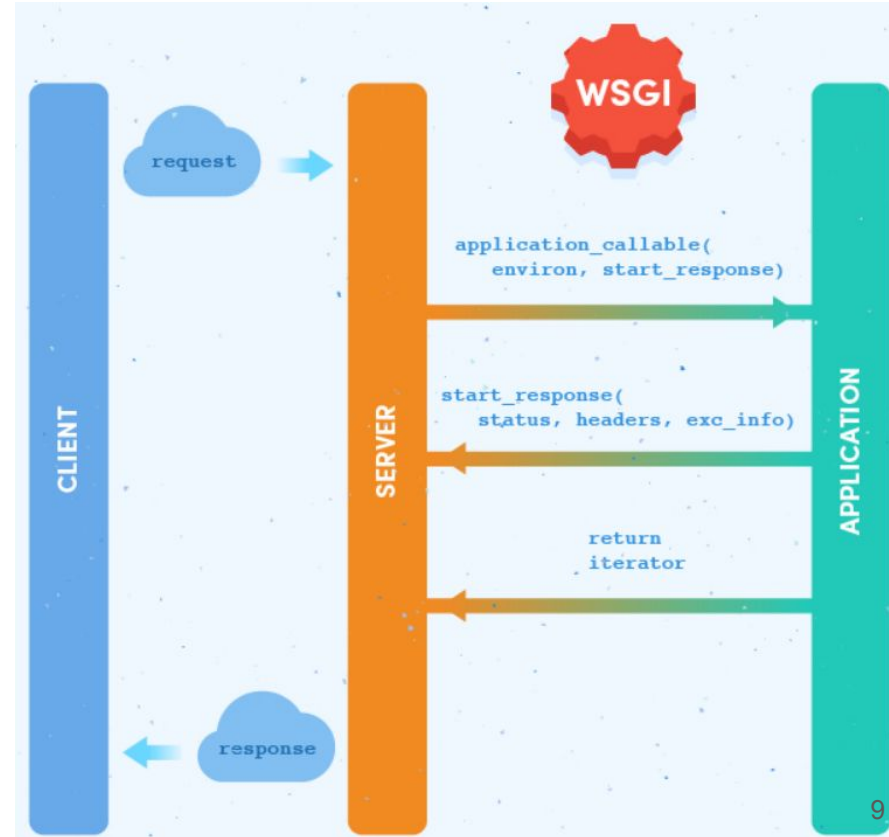 WSGI
request
application_callable(
environ, start_response)
start_response(
status, headers, exc_info)
CLIENT
SERVER
APPLICATION
return
iterator
response
9